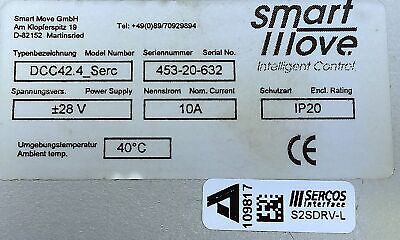 Smart Move GmbH
Am Klopferspitz 19
D-82152 Martinsried
Tel: +49(0)89/70929894
smart
move
Intelligent Control
Typenbezeichnung Model Number
Seriennummer Serial No.
DCC42.4_Serc
453-20-632
Spannungsvers. Power Supply
Nennstrom Nom. Current
Schutzart Encl. Rating
±28 V
10A
IP20
Umgebungstemperatur
Ambient temp.
40°C
109817
SERCOS
interface
S2SDRV-L